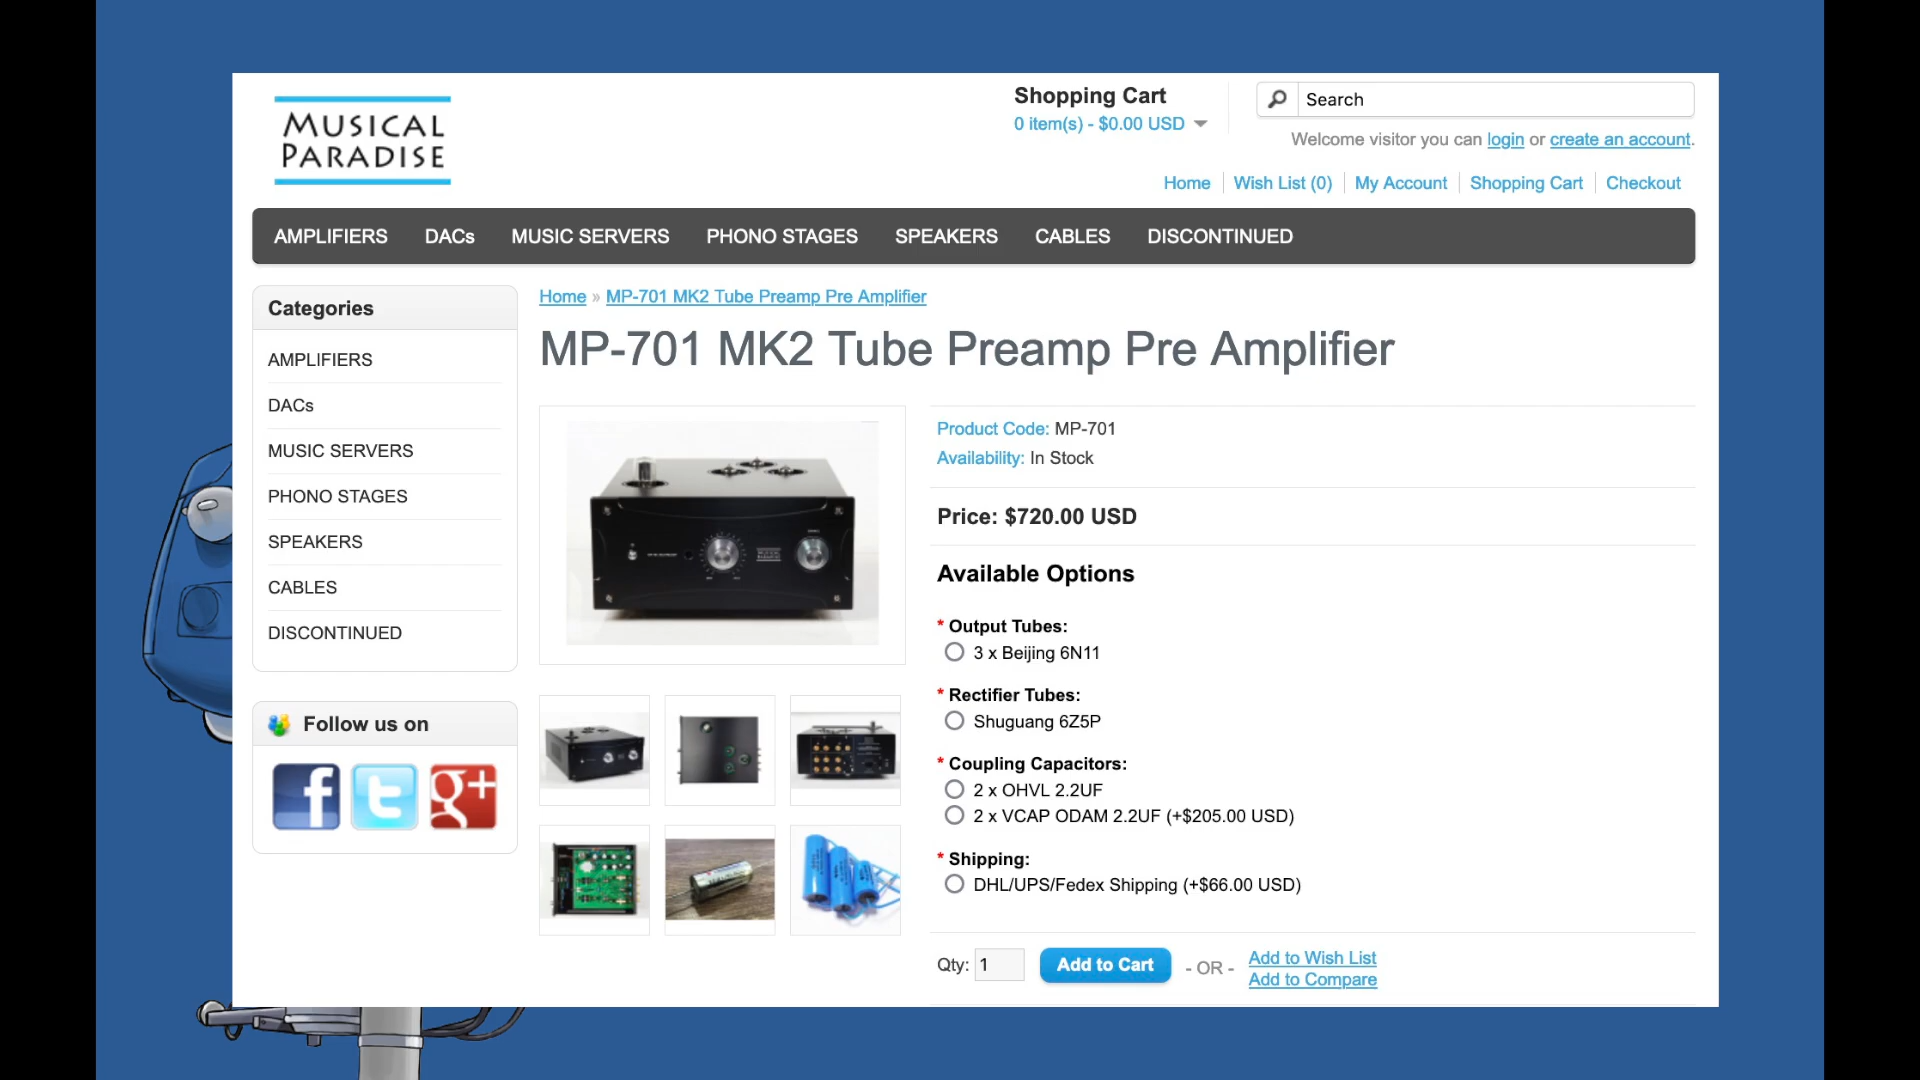 MUSICAL
PARADISE
Shopping Cart
0 item(s) - $0.00 USD
Search
Welcome visitor you can login or create an account.
Home
Wish List (0)
My Account
Shopping Cart
Checkout
AMPLIFIERS
DACs
MUSIC SERVERS
PHONO STAGES
SPEAKERS
CABLES
DISCONTINUED
Categories
AMPLIFIERS
DACs
MUSIC SERVERS
PHONO STAGES
SPEAKERS
CABLES
DISCONTINUED
Follow us on
f
t
g+
Home » MP-701 MK2 Tube Preamp Pre Amplifier
MP-701 MK2 Tube Preamp Pre Amplifier
Product Code: MP-701
Availability: In Stock
Price: $720.00 USD
Available Options
* Output Tubes:
3 x Beijing 6N11
* Rectifier Tubes:
Shuguang 6Z5P
* Coupling Capacitors:
2 x OHVL 2.2UF
2 x VCAP ODAM 2.2UF (+$205.00 USD)
* Shipping:
DHL/UPS/Fedex Shipping (+$66.00 USD)
Qty: 1
Add to Cart
- OR -
Add to Wish List
Add to Compare